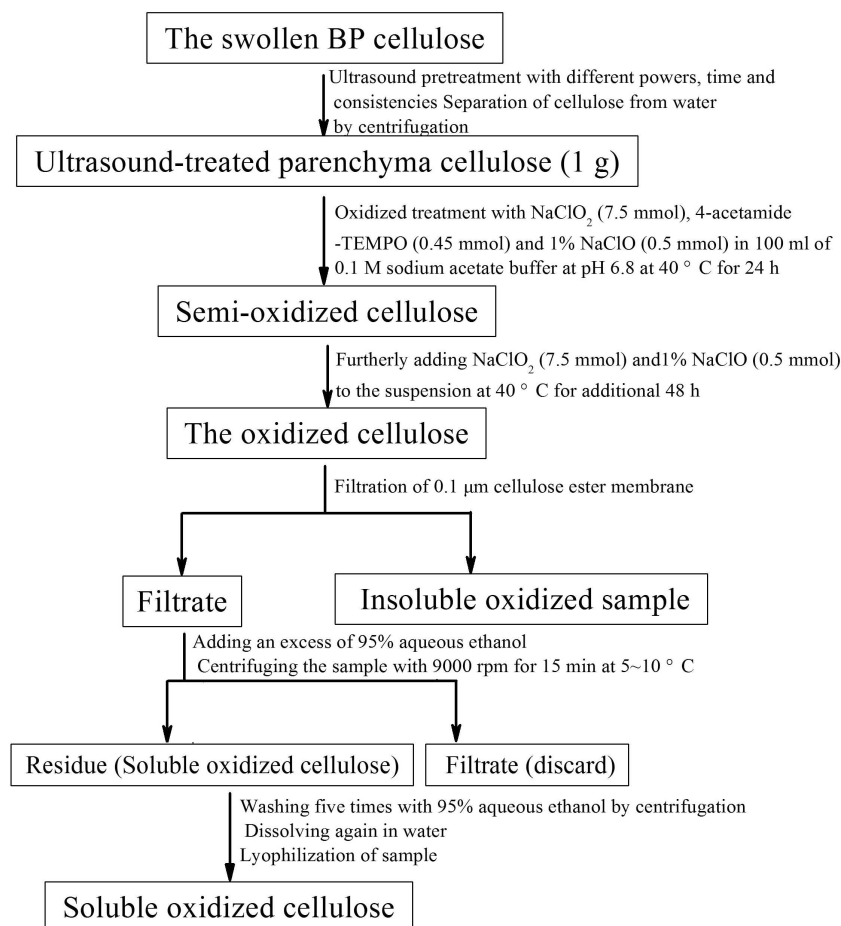 The swollen BP cellulose
Ultrasound pretreatment with different powers, time and
consistencies Separation of cellulose from water
by centrifugation
Ultrasound-treated parenchyma cellulose (1 g)
Oxidized treatment with NaClO₂ (7.5 mmol), 4-acetamide
-TEMPO (0.45 mmol) and 1% NaClO (0.5 mmol) in 100 ml of
0.1 M sodium acetate buffer at pH 6.8 at 40 ° C for 24 h
Semi-oxidized cellulose
Furtherly adding NaClO₂ (7.5 mmol) and1% NaClO (0.5 mmol)
to the suspension at 40 ° C for additional 48 h
The oxidized cellulose
Filtration of 0.1 μm cellulose ester membrane
Filtrate
Insoluble oxidized sample
Adding an excess of 95% aqueous ethanol
Centrifuging the sample with 9000 rpm for 15 min at 5~10 ° C
Residue (Soluble oxidized cellulose)
Filtrate (discard)
Washing five times with 95% aqueous ethanol by centrifugation
Dissolving again in water
Lyophilization of sample
Soluble oxidized cellulose